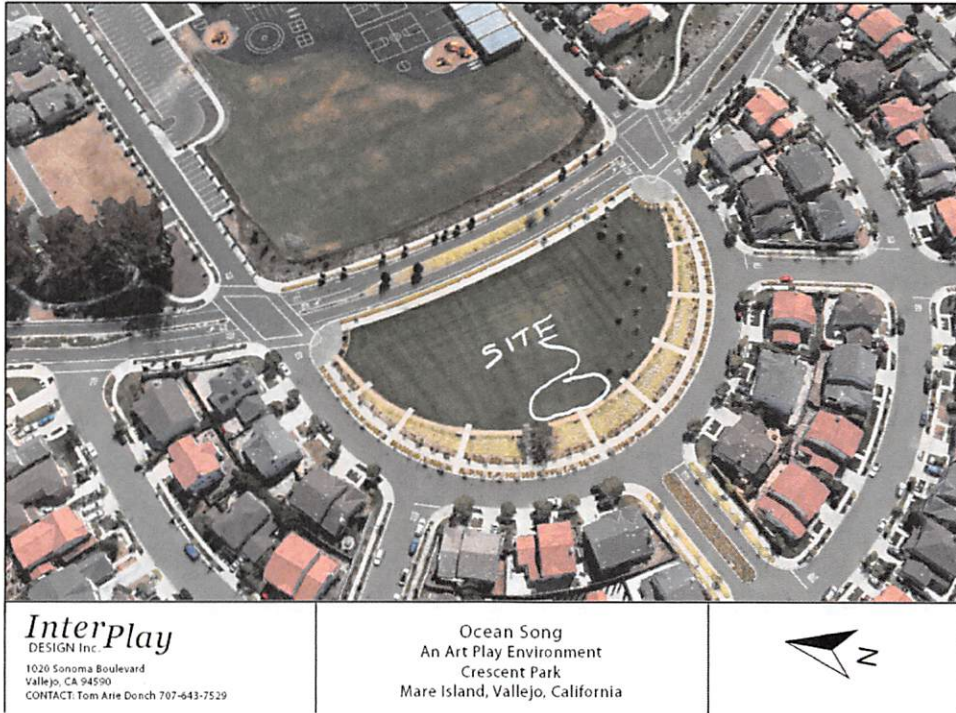 SITE
InterPlay
DESIGN Inc.
1020 Sonoma Boulevard
Vallejo, CA 94590
CONTACT: Tom Arie Donch 707-643-7529
Ocean Song
An Art Play Environment
Crescent Park
Mare Island, Vallejo, California
N